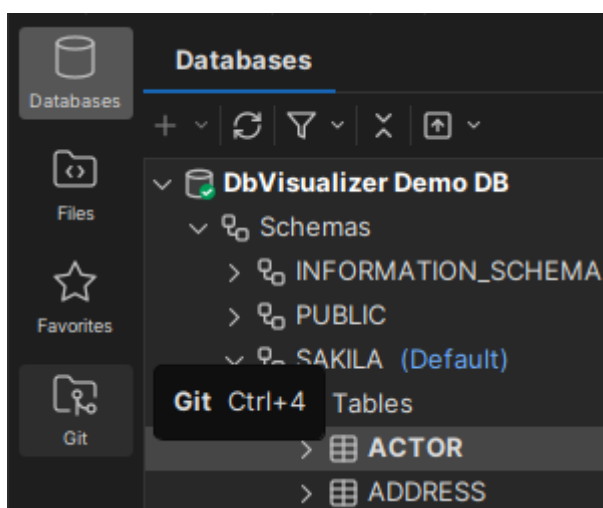 Databases
Files
Favorites
Git
Databases
DbVisualizer Demo DB
Schemas
INFORMATION_SCHEMA
PUBLIC
SAKILA (Default)
Git Ctrl+4
Tables
ACTOR
ADDRESS